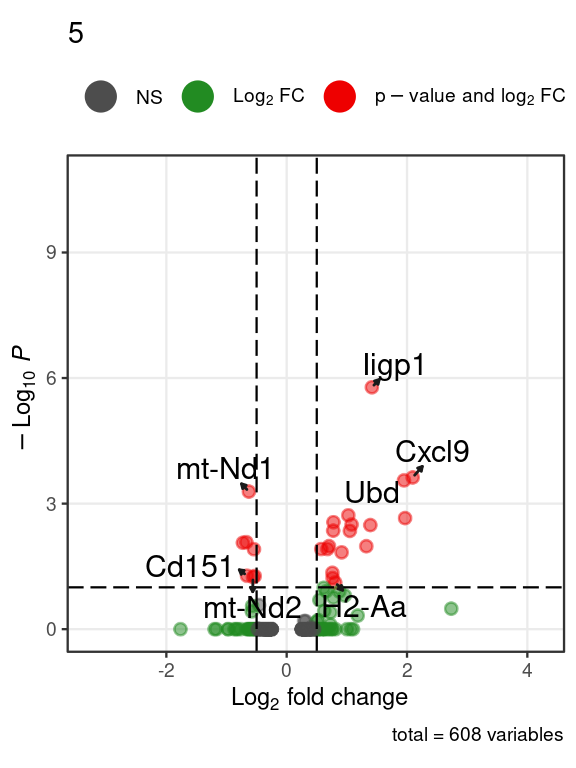 5
NS Log₂ FC p − value and log₂ FC
9
6
3
0
Iigp1
Cxcl9
mt-Nd1
Ubd
Cd151
mt-Nd2 H2-Aa
-2 0 2 4
− Log₁₀ P
Log₂ fold change
total = 608 variables